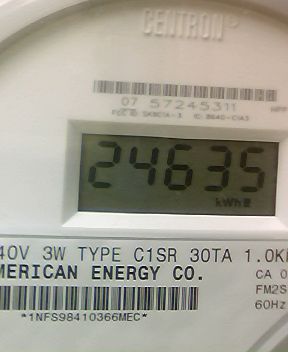 CENTRON®
07 57245311
24635
kWh
40V 3W TYPE C1SR 30TA 1.0K
MERICAN ENERGY CO.
CA 0
FM2S
60Hz
*1NFS98410366MEC*